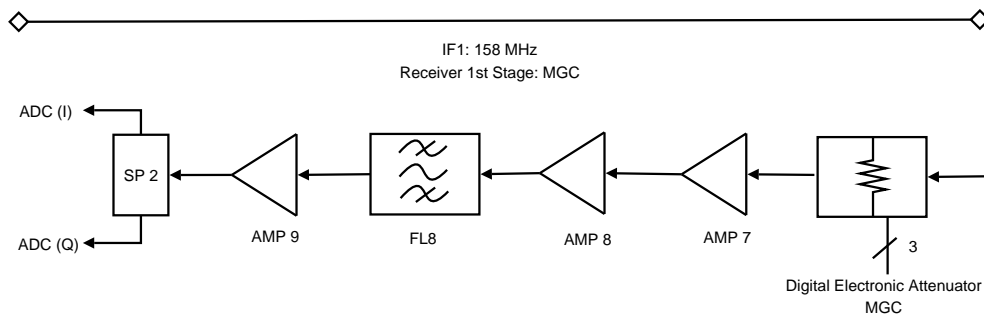 IF1: 158 MHz
Receiver 1st Stage: MGC
ADC (I)
SP 2
ADC (Q)
AMP 9
FL8
AMP 8
AMP 7
3
Digital Electronic Attenuator
MGC